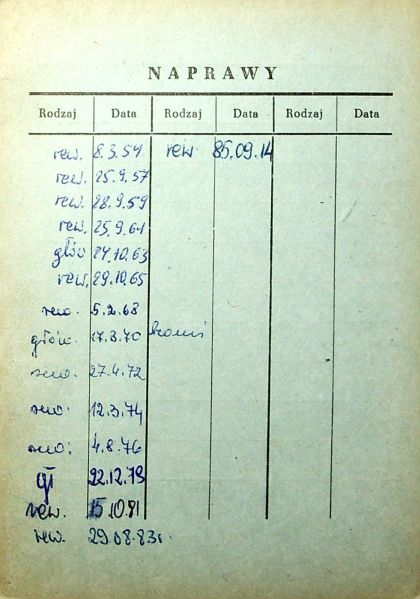 NAPRAWY
Rodzaj Data Rodzaj Data Rodzaj Data
rew. 8.3.54 rew 85.09.14
rew. 25.9.57
rew. 28.9.59
rew. 25.9.61
głów 24.10.63
rew. 29.10.65
rew. 5.2.68
głów. 17.3.70
rew. 27.4.72
rew. 12.3.74
rew. 4.8.76
gł 22.12.78
rew. 15.10.81
rew. 29.08.83r.